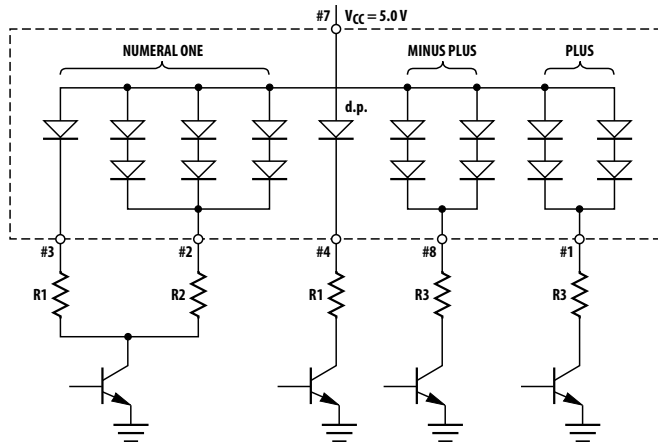 #7 VCC = 5.0 V
NUMERAL ONE
MINUS PLUS
PLUS
d.p.
#3
#2
#4
#8
#1
R1
R2
R1
R3
R3